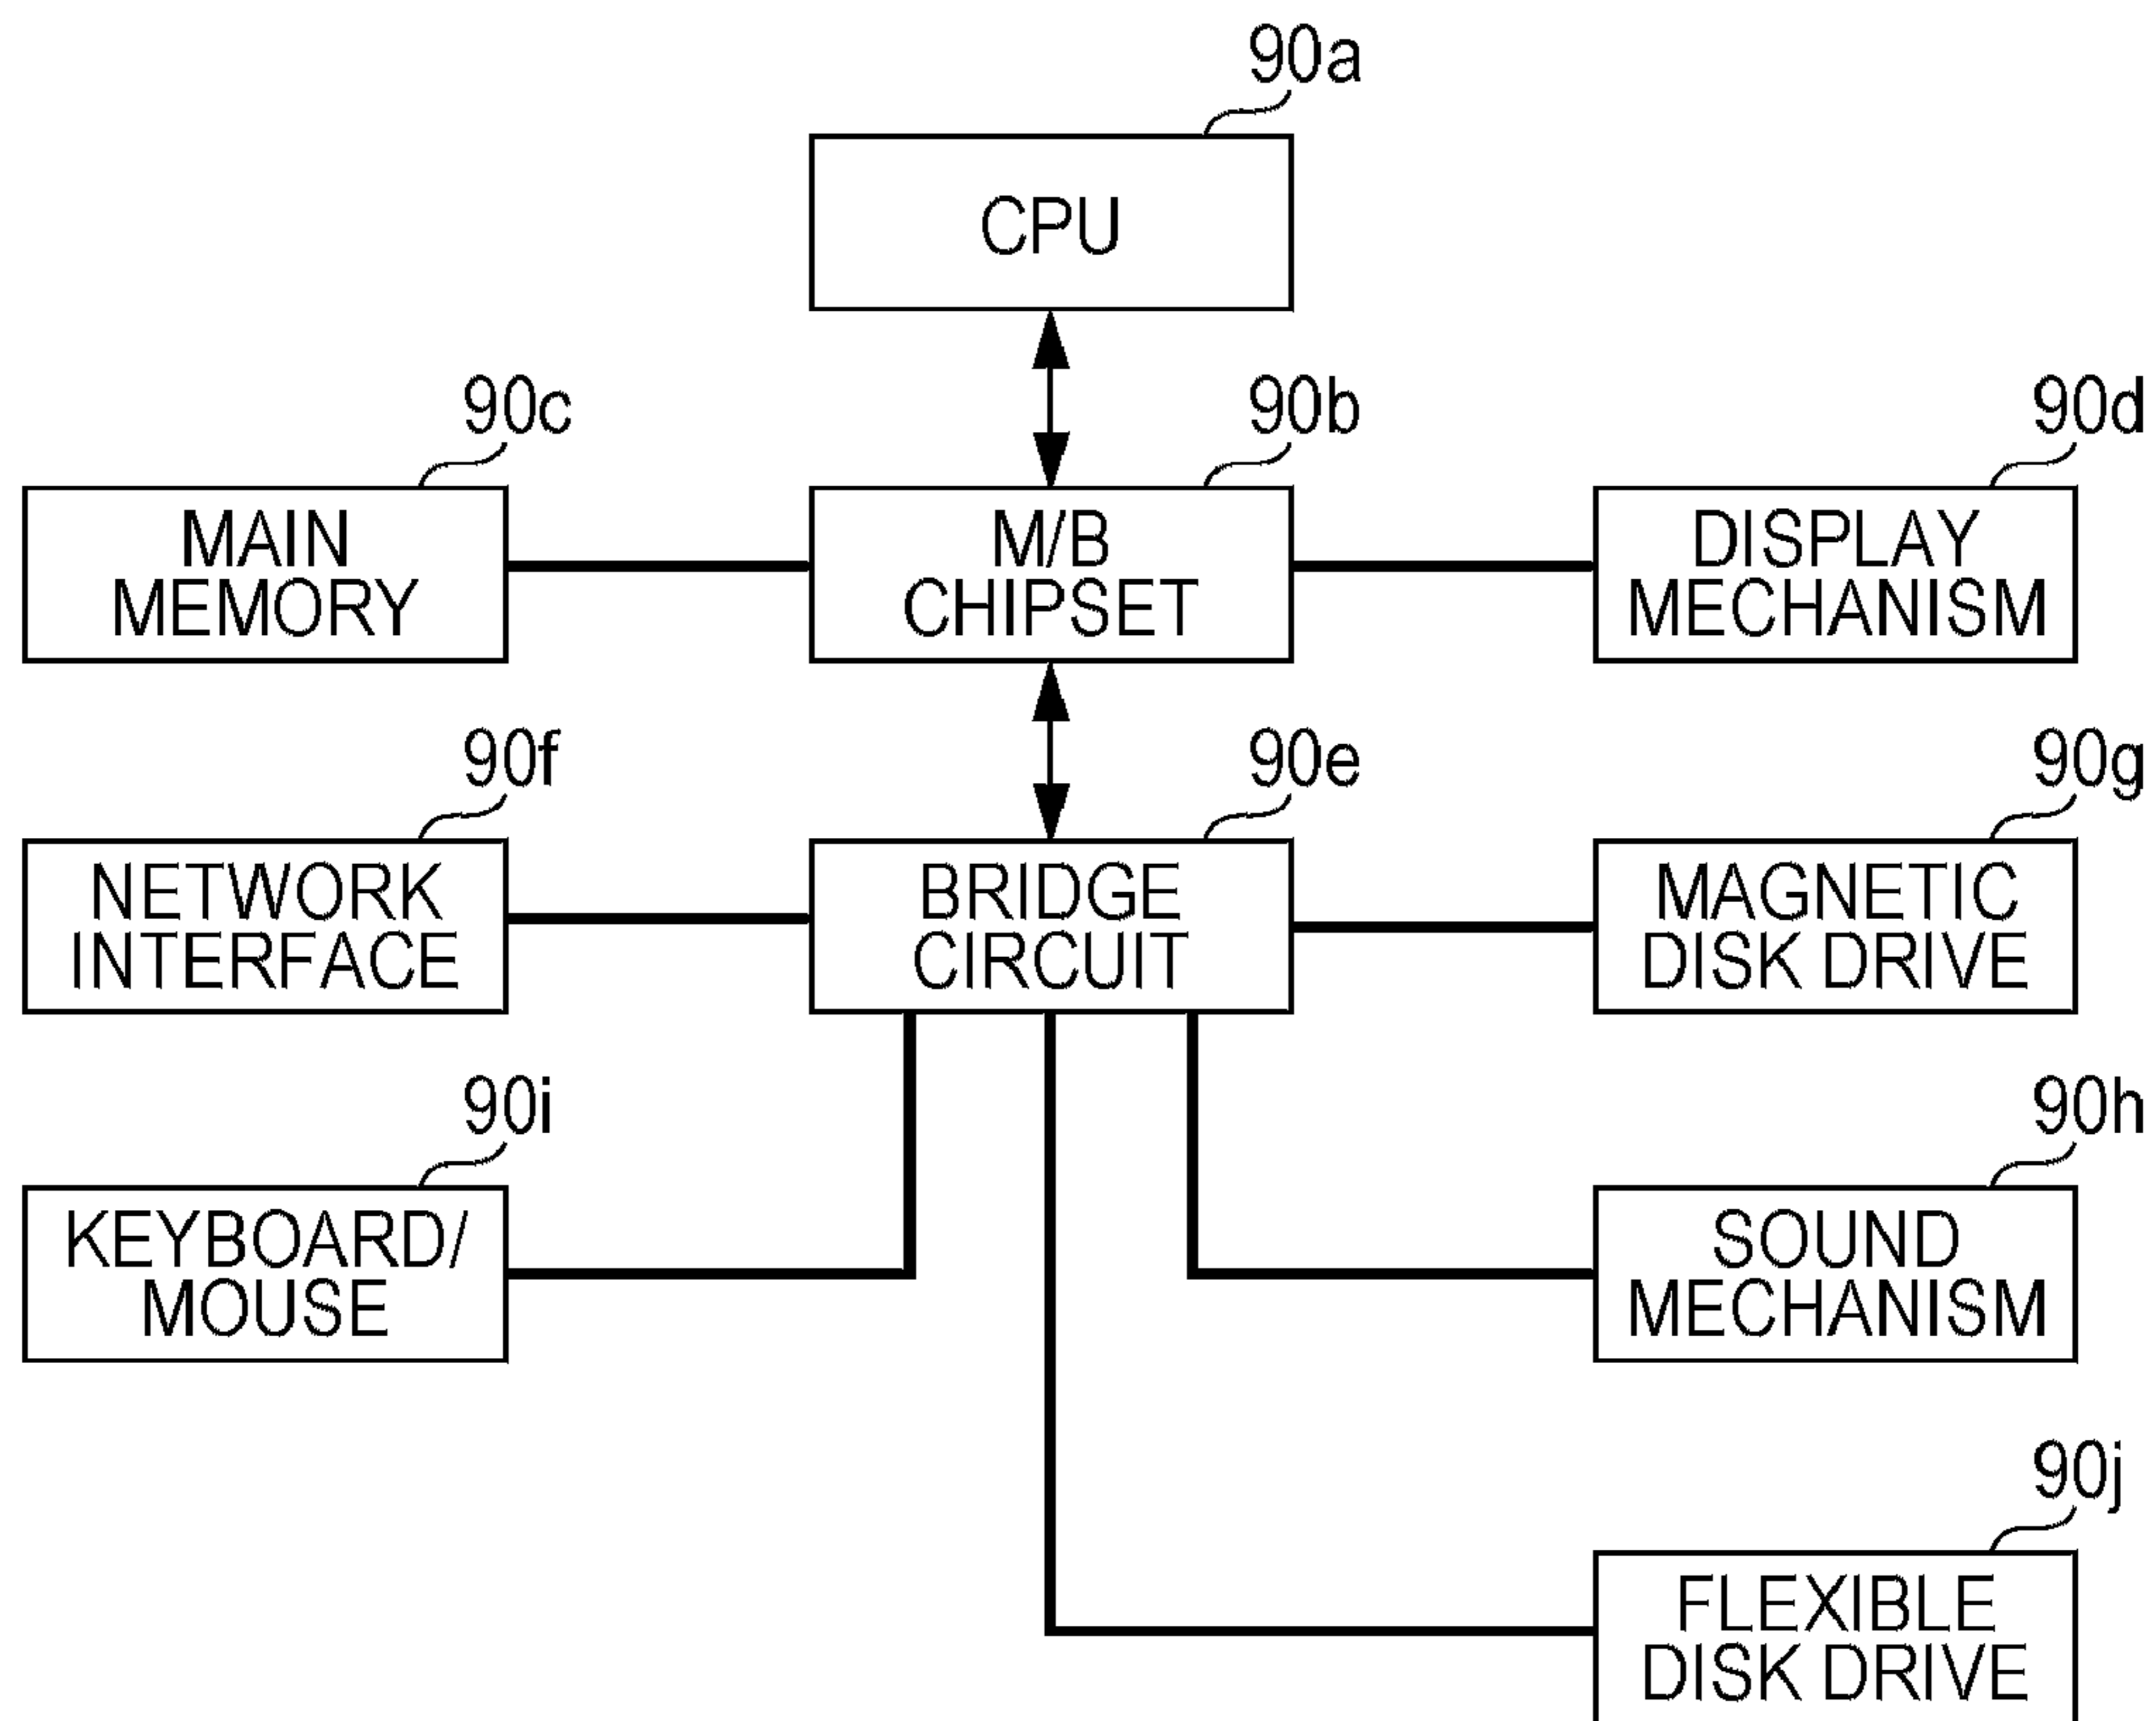 90a
CPU
90c
90b
90d
MAIN
MEMORY
M/B
CHIPSET
DISPLAY
MECHANISM
90f
90e
90g
NETWORK
INTERFACE
BRIDGE
CIRCUIT
MAGNETIC
DISK DRIVE
90i
90h
KEYBOARD/
MOUSE
SOUND
MECHANISM
90j
FLEXIBLE
DISK DRIVE